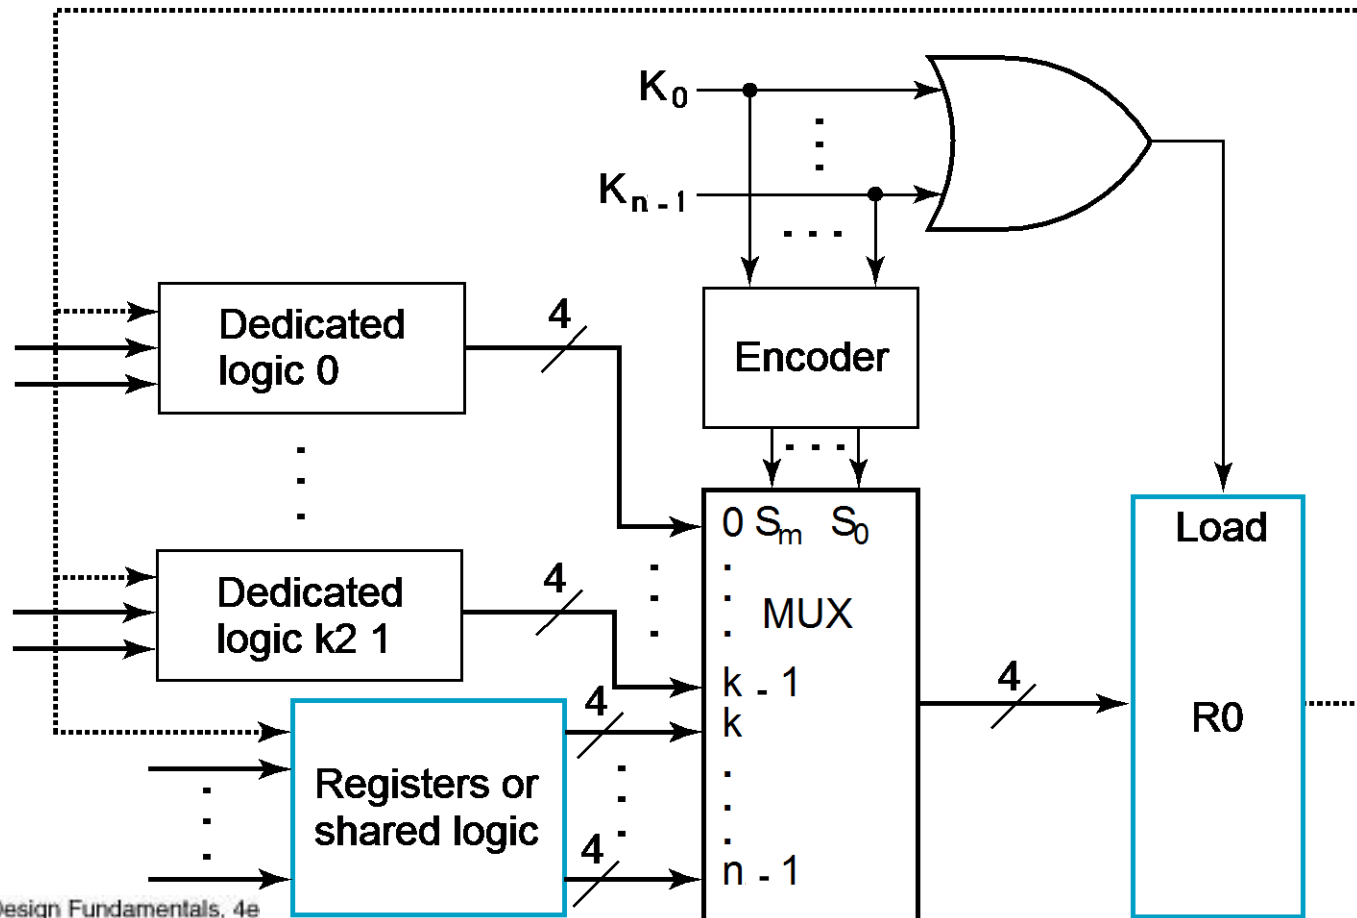 K0
Kn - 1
Dedicated
logic 0
4
Encoder
0 Sm S0
Load
Dedicated
logic k2 1
4
MUX
k - 1
4
k
4
R0
Registers or
shared logic
4
n - 1
Design Fundamentals, 4e